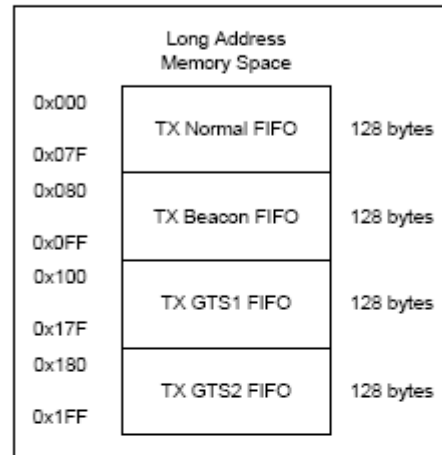 Long Address
Memory Space
0x000
TX Normal FIFO 128 bytes
0x07F
0x080
TX Beacon FIFO 128 bytes
0x0FF
0x100
TX GTS1 FIFO 128 bytes
0x17F
0x180
TX GTS2 FIFO 128 bytes
0x1FF